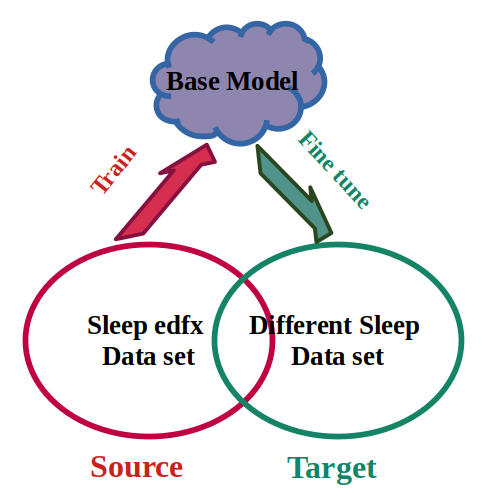 Base Model
Train
Fine tune
Sleep edfx
Data set
Different Sleep
Data set
Source
Target